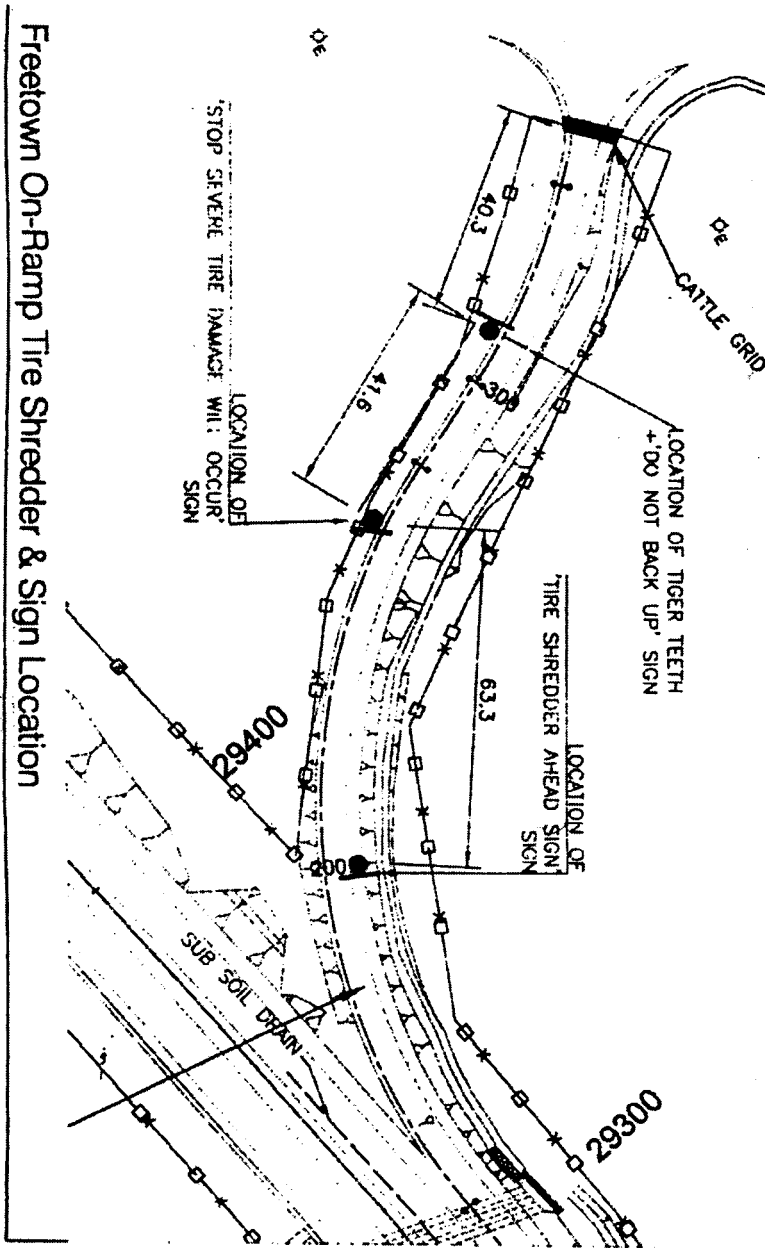 Freetown On-Ramp Tire Shredder & Sign Location
CATTLE GRID
LOCATION OF TIGER TEETH
+'DO NOT BACK UP' SIGN
LOCATION OF
'TIRE SHREDDER AHEAD SIGN'
SIGN
LOCATION OF
'STOP SEVERE TIRE DAMAGE WILL OCCUR'
SIGN
40.3
41.6
63.3
300
200
29400
29300
SUB SOIL DRAIN
E
E